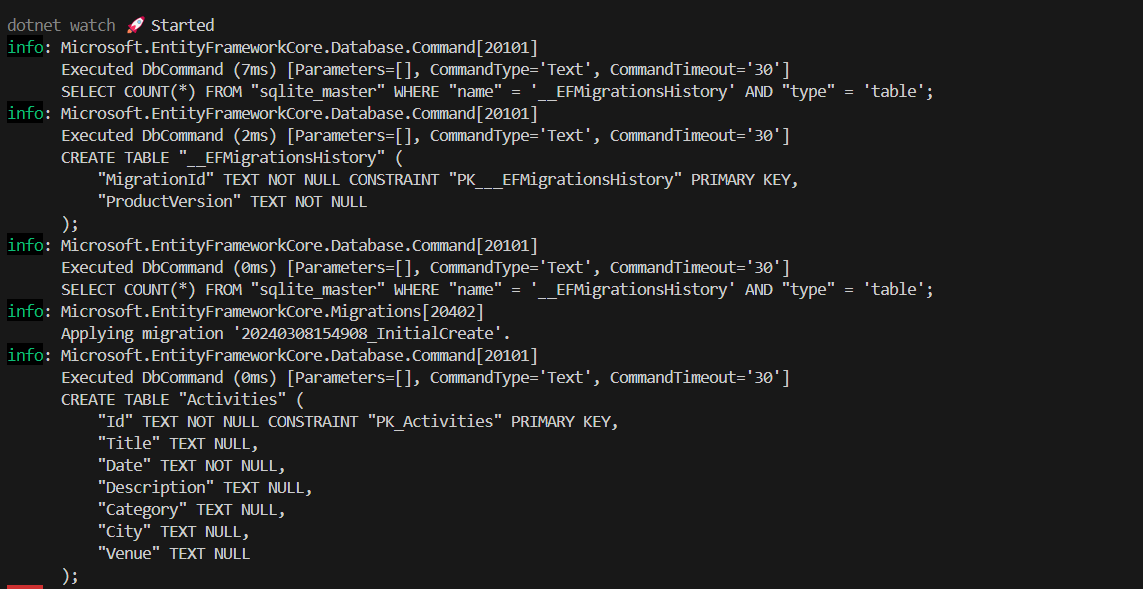 dotnet watch 🚀 Started
info: Microsoft.EntityFrameworkCore.Database.Command[20101]
      Executed DbCommand (7ms) [Parameters=[], CommandType='Text', CommandTimeout='30']
      SELECT COUNT(*) FROM "sqlite_master" WHERE "name" = '__EFMigrationsHistory' AND "type" = 'table';
info: Microsoft.EntityFrameworkCore.Database.Command[20101]
      Executed DbCommand (2ms) [Parameters=[], CommandType='Text', CommandTimeout='30']
      CREATE TABLE "__EFMigrationsHistory" (
          "MigrationId" TEXT NOT NULL CONSTRAINT "PK___EFMigrationsHistory" PRIMARY KEY,
          "ProductVersion" TEXT NOT NULL
      );
info: Microsoft.EntityFrameworkCore.Database.Command[20101]
      Executed DbCommand (0ms) [Parameters=[], CommandType='Text', CommandTimeout='30']
      SELECT COUNT(*) FROM "sqlite_master" WHERE "name" = '__EFMigrationsHistory' AND "type" = 'table';
info: Microsoft.EntityFrameworkCore.Migrations[20402]
      Applying migration '20240308154908_InitialCreate'.
info: Microsoft.EntityFrameworkCore.Database.Command[20101]
      Executed DbCommand (0ms) [Parameters=[], CommandType='Text', CommandTimeout='30']
      CREATE TABLE "Activities" (
          "Id" TEXT NOT NULL CONSTRAINT "PK_Activities" PRIMARY KEY,
          "Title" TEXT NULL,
          "Date" TEXT NOT NULL,
          "Description" TEXT NULL,
          "Category" TEXT NULL,
          "City" TEXT NULL,
          "Venue" TEXT NULL
      );